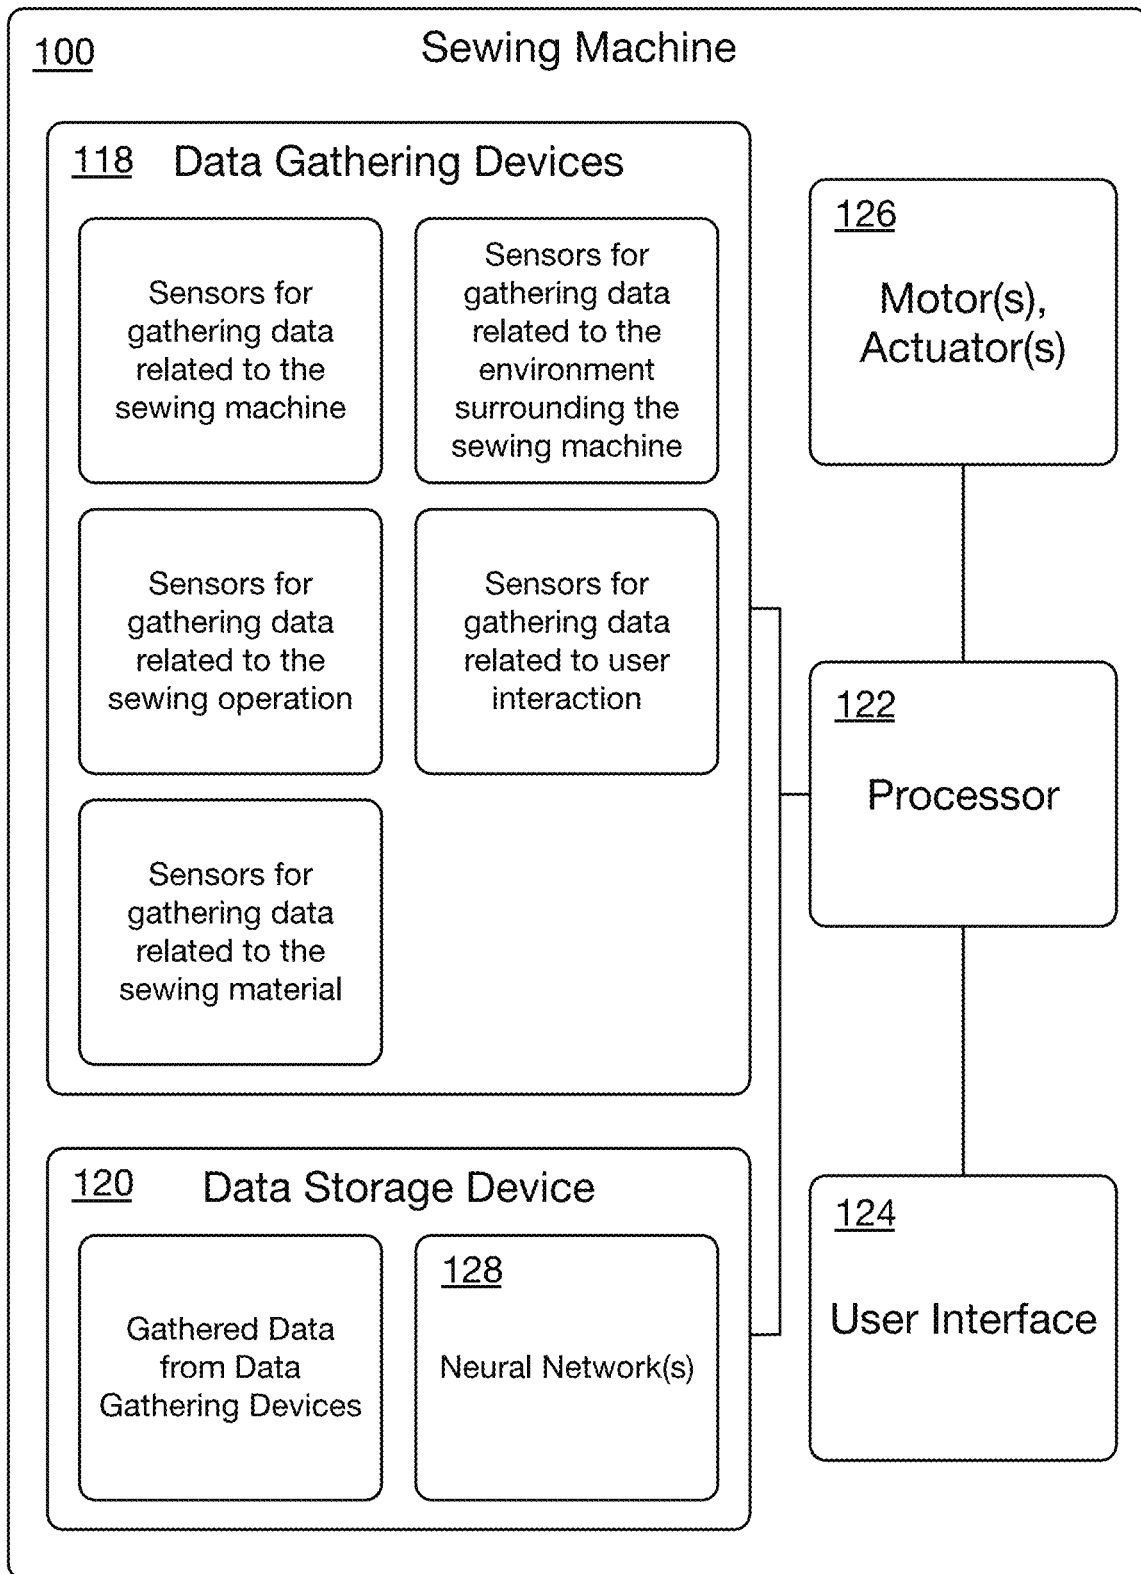 100
Sewing Machine
118
Data Gathering Devices
Sensors for
gathering data
related to the
sewing machine
Sensors for
gathering data
related to the
environment
surrounding the
sewing machine
Sensors for
gathering data
related to the
sewing operation
Sensors for
gathering data
related to user
interaction
Sensors for
gathering data
related to the
sewing material
126
Motor(s),
Actuator(s)
122
Processor
120
Data Storage Device
Gathered Data
from Data
Gathering Devices
128
Neural Network(s)
124
User Interface